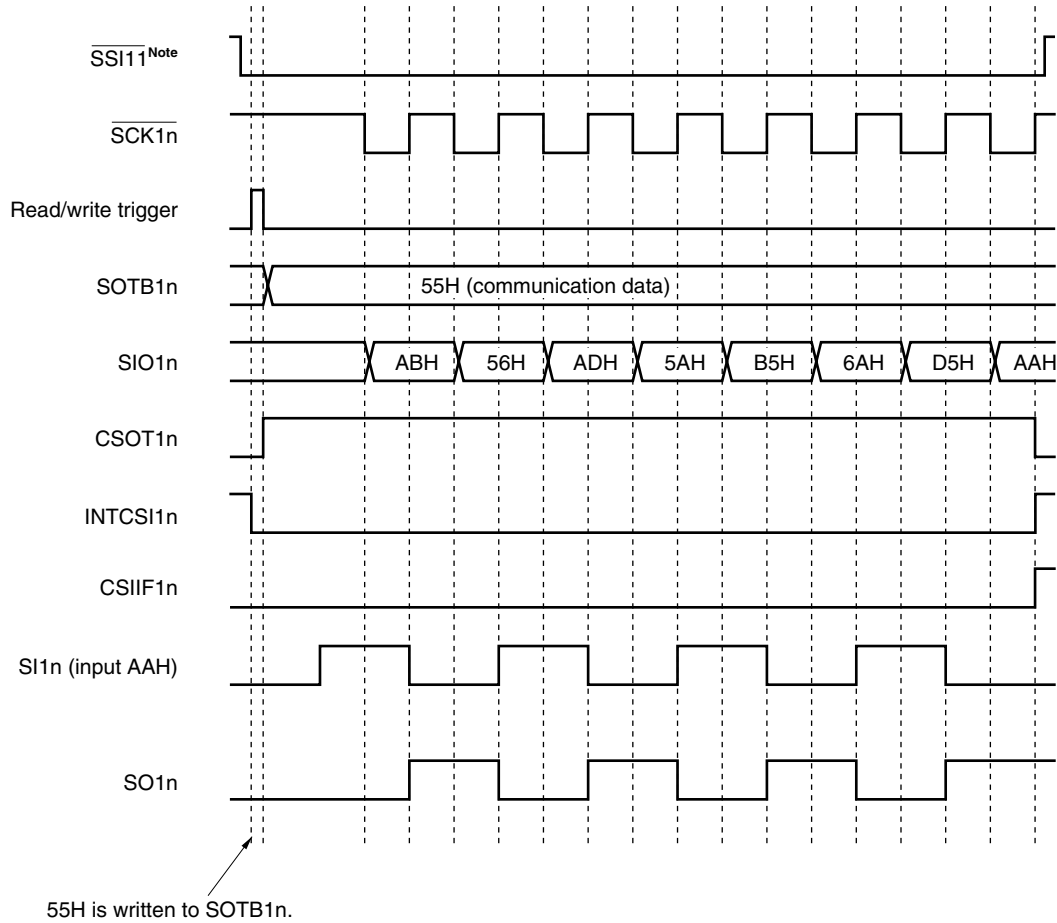 SSI11Note
SCK1n
Read/write trigger
SOTB1n
55H (communication data)
SIO1n
ABH 56H ADH 5AH B5H 6AH D5H AAH
CSOT1n
INTCSI1n
CSIIF1n
SI1n (input AAH)
SO1n
55H is written to SOTB1n.